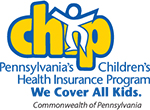 chip
Pennsylvania's Children's
Health Insurance Program
We Cover All Kids.
Commonwealth of Pennsylvania